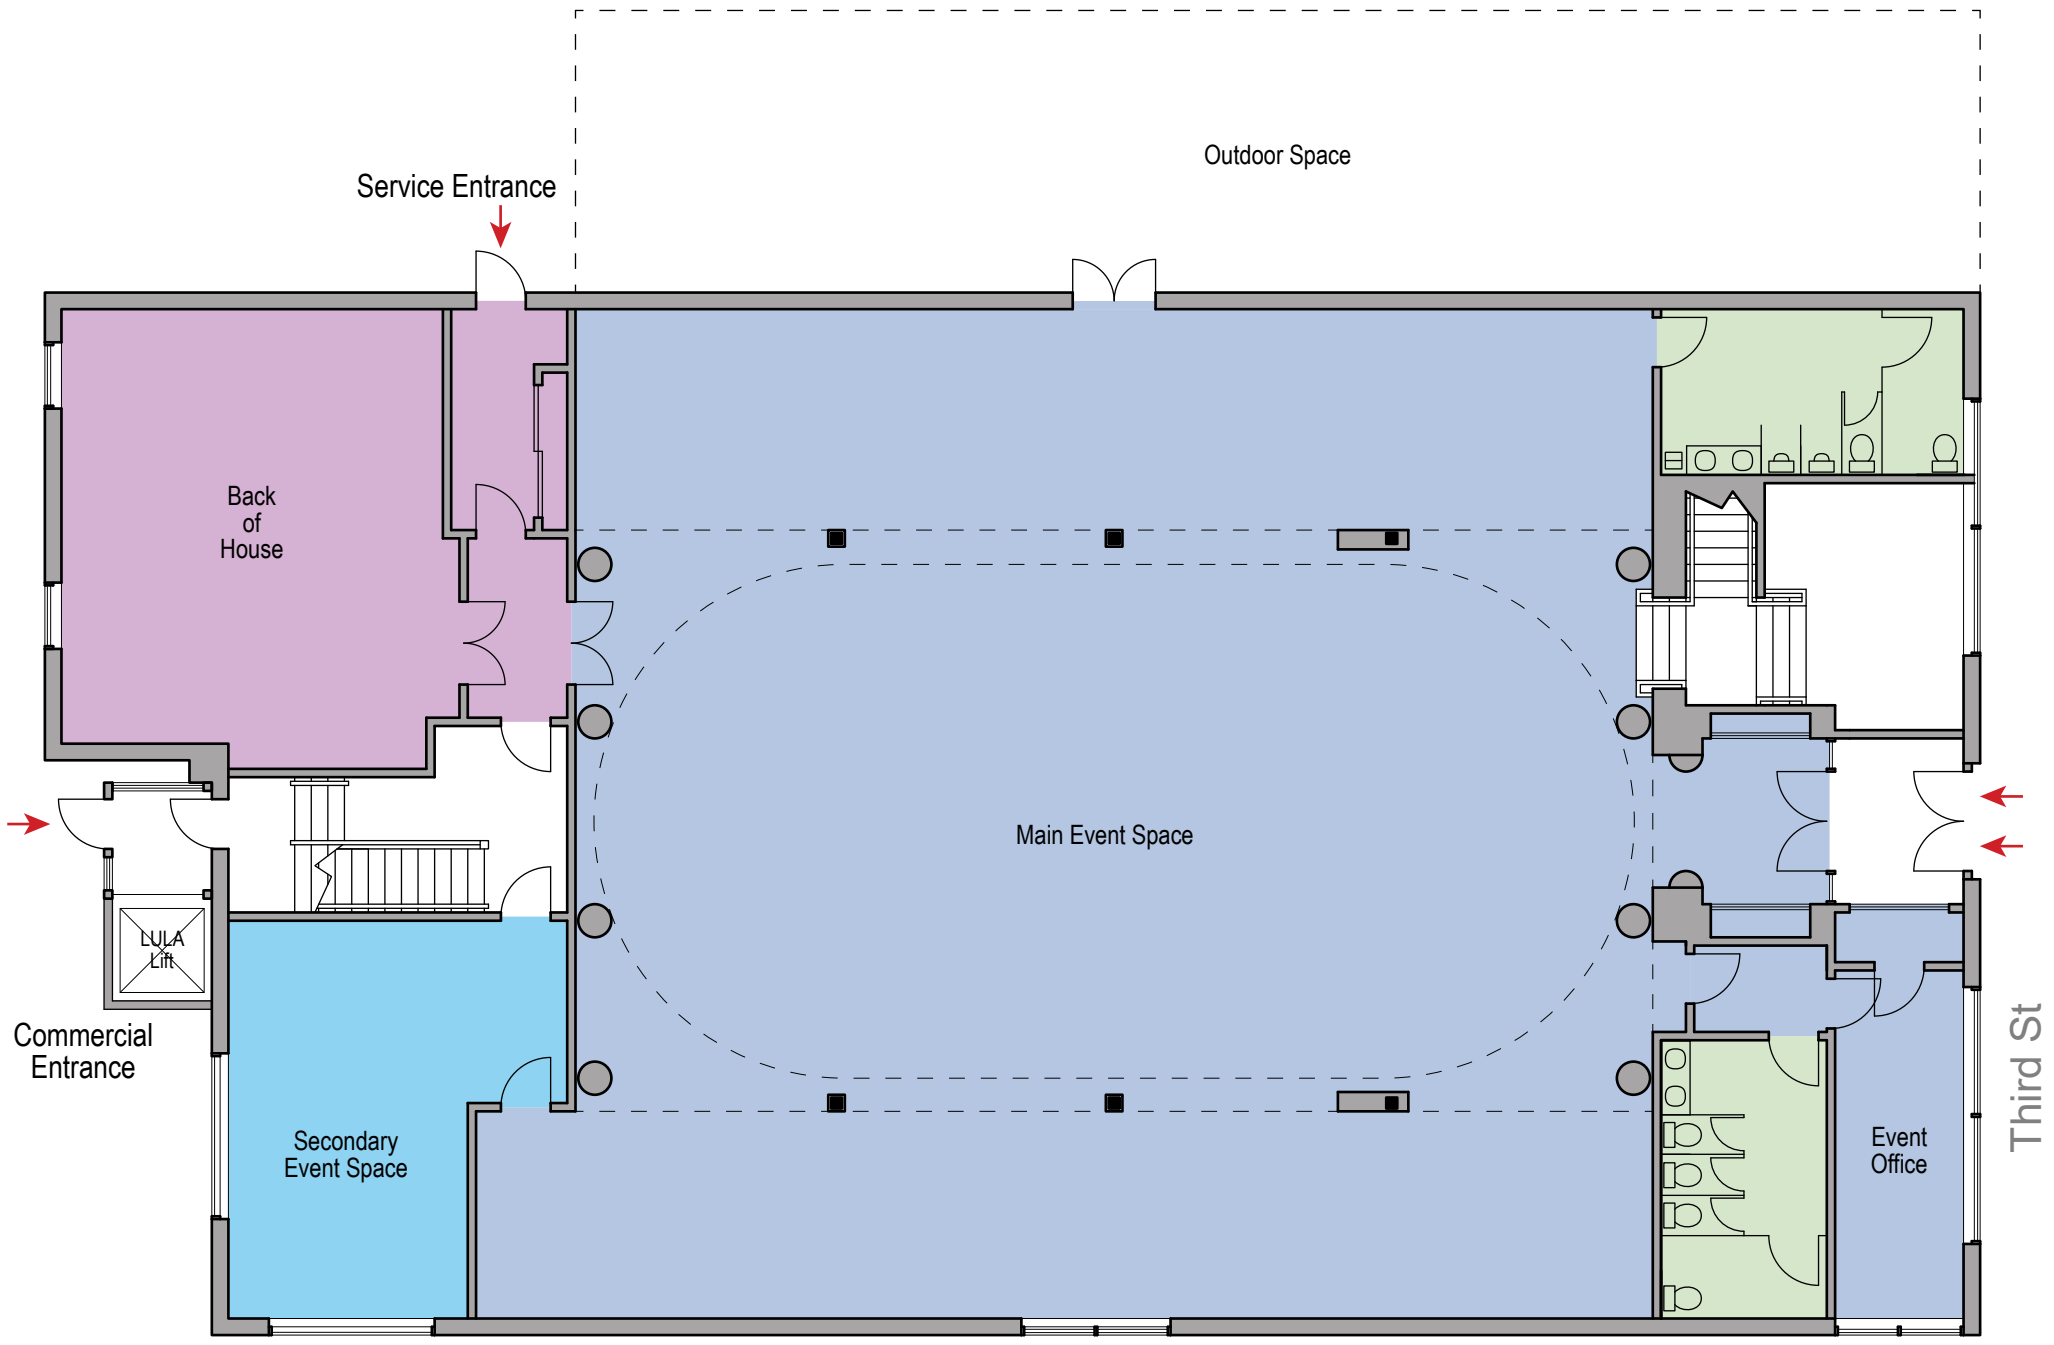 Outdoor Space
Service Entrance
Back
of
House
Main Event Space
LULA
Lift
Commercial
Entrance
Secondary
Event Space
Event
Office
Third St